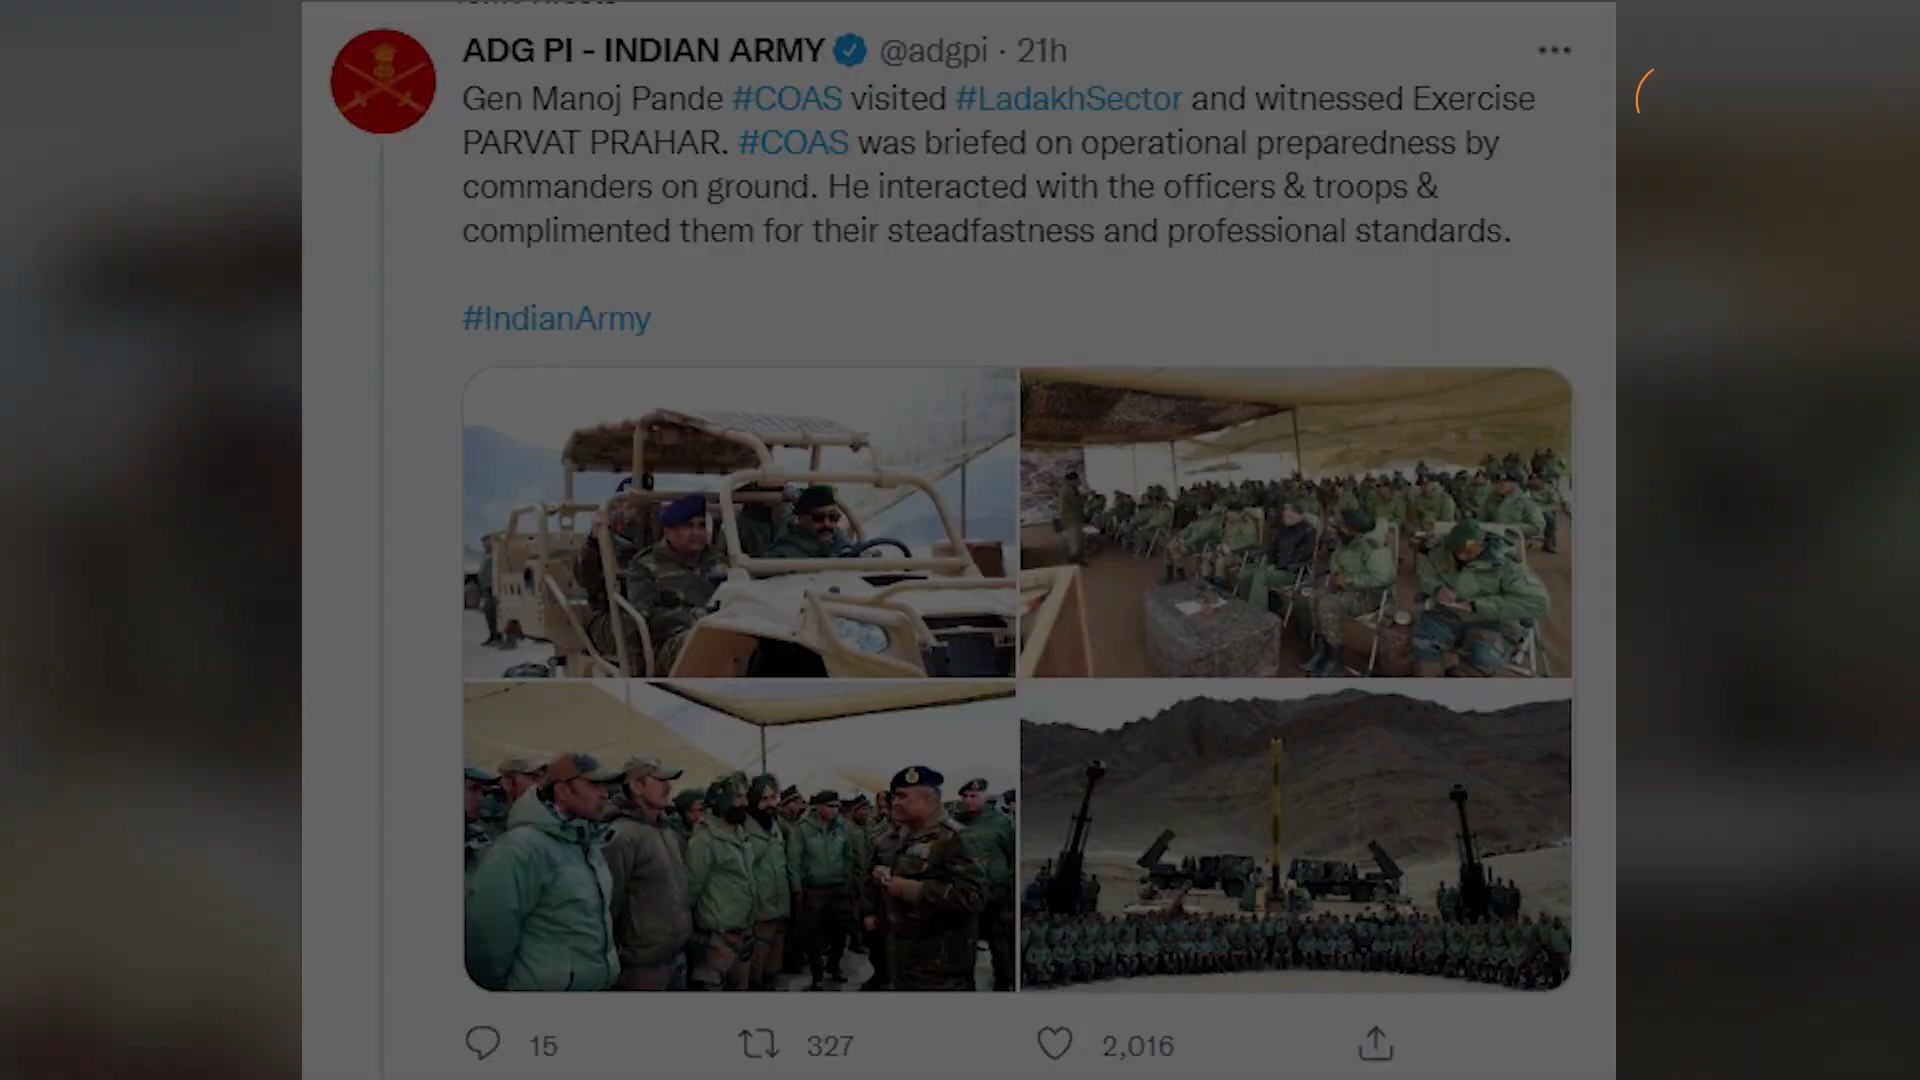 ADG PI - INDIAN ARMY @adgpi · 21h
Gen Manoj Pande #COAS visited #LadakhSector and witnessed Exercise
PARVAT PRAHAR. #COAS was briefed on operational preparedness by
commanders on ground. He interacted with the officers & troops &
complimented them for their steadfastness and professional standards.
#IndianArmy
15 327 2,016